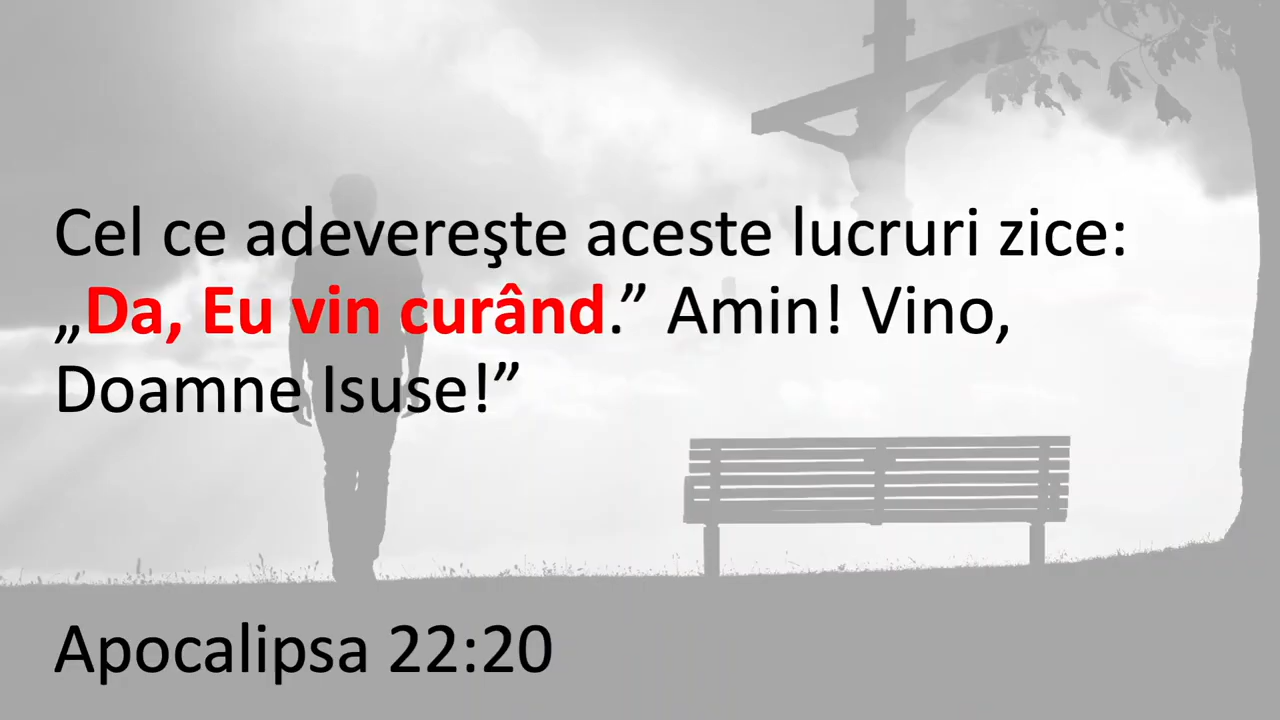 Cel ce adevereşte aceste lucruri zice:
„Da, Eu vin curând.” Amin! Vino,
Doamne Isuse!”
Apocalipsa 22:20